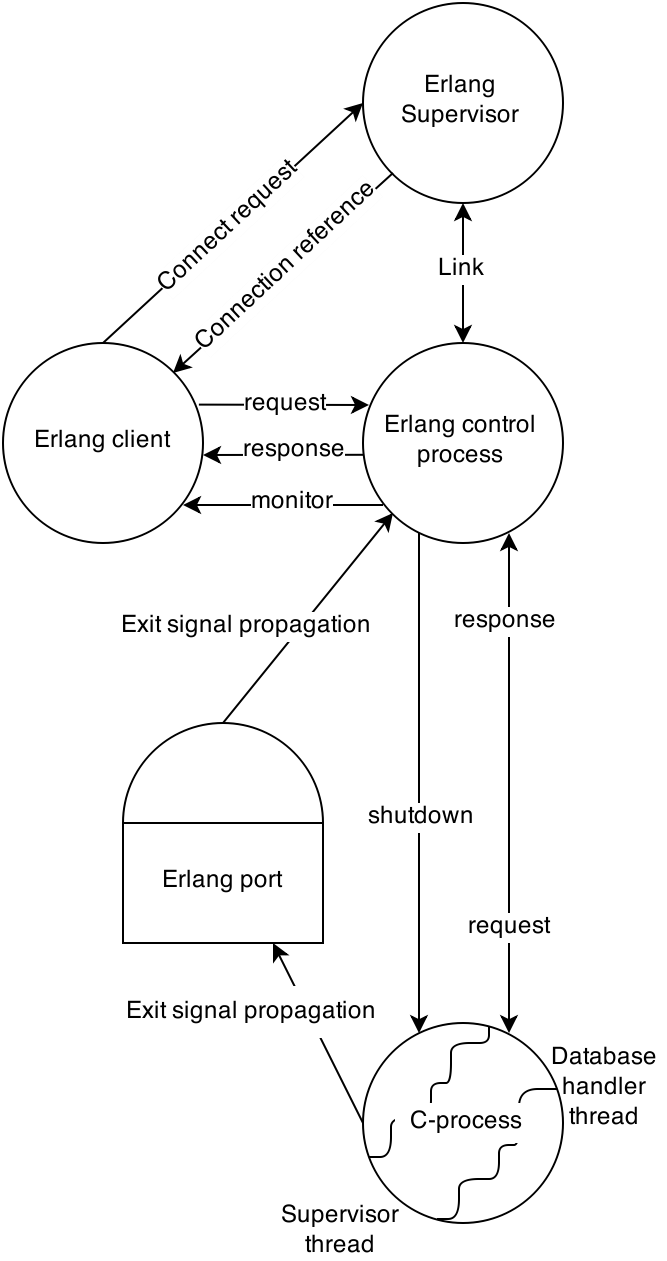 Erlang
Supervisor
Connect request
Connection reference
Link
Erlang client
request
response
monitor
Erlang control
process
Exit signal propagation
response
shutdown
Erlang port
request
Exit signal propagation
C-process
Database
handler
thread
Supervisor
thread